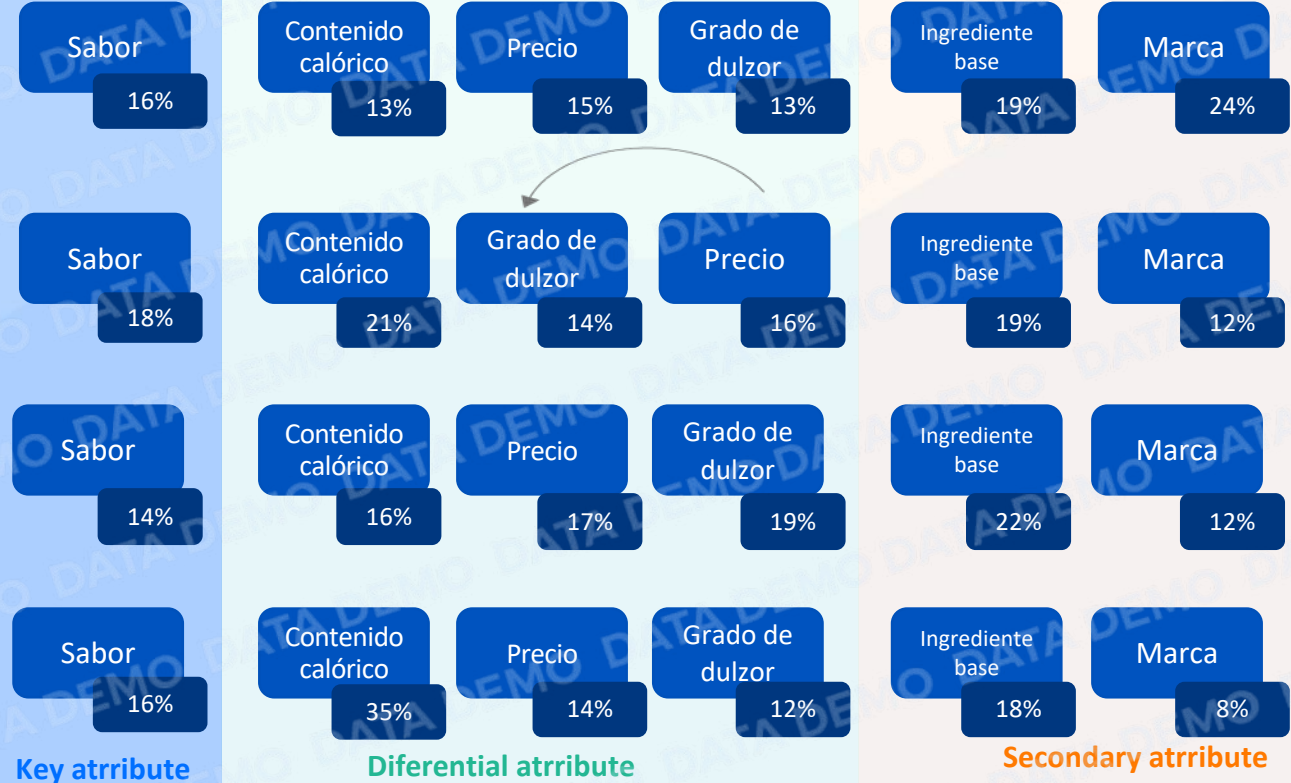 Sabor
16%
Contenido
calórico
13%
Precio
15%
Grado de
dulzor
13%
Ingrediente
base
19%
Marca
24%
Sabor
18%
Contenido
calórico
21%
Grado de
dulzor
14%
Precio
16%
Ingrediente
base
19%
Marca
12%
Sabor
14%
Contenido
calórico
16%
Precio
17%
Grado de
dulzor
19%
Ingrediente
base
22%
Marca
12%
Sabor
16%
Contenido
calórico
35%
Precio
14%
Grado de
dulzor
12%
Ingrediente
base
18%
Marca
8%
Key atrribute
Diferential atrribute
Secondary atrribute
DATA DEMO